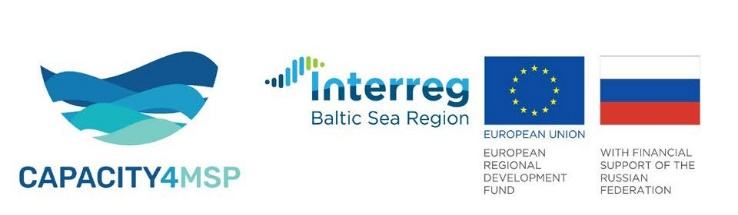 CAPACITY4MSP
Interreg
Baltic Sea Region
EUROPEAN UNION
EUROPEAN
REGIONAL
DEVELOPMENT
FUND
WITH FINANCIAL
SUPPORT OF THE
RUSSIAN
FEDERATION